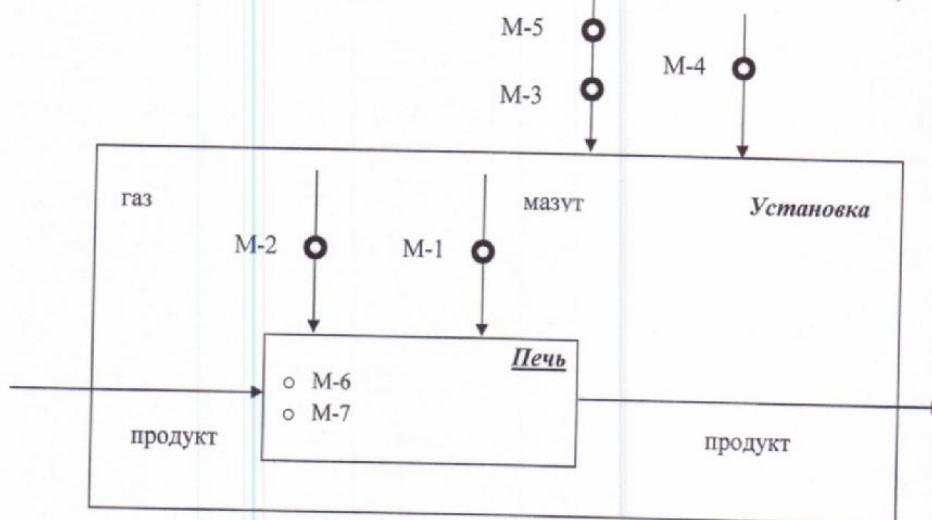 М-5
М-4
М-3
газ
мазут
Установка
М-2
М-1
Печь
М-6
М-7
продукт
продукт